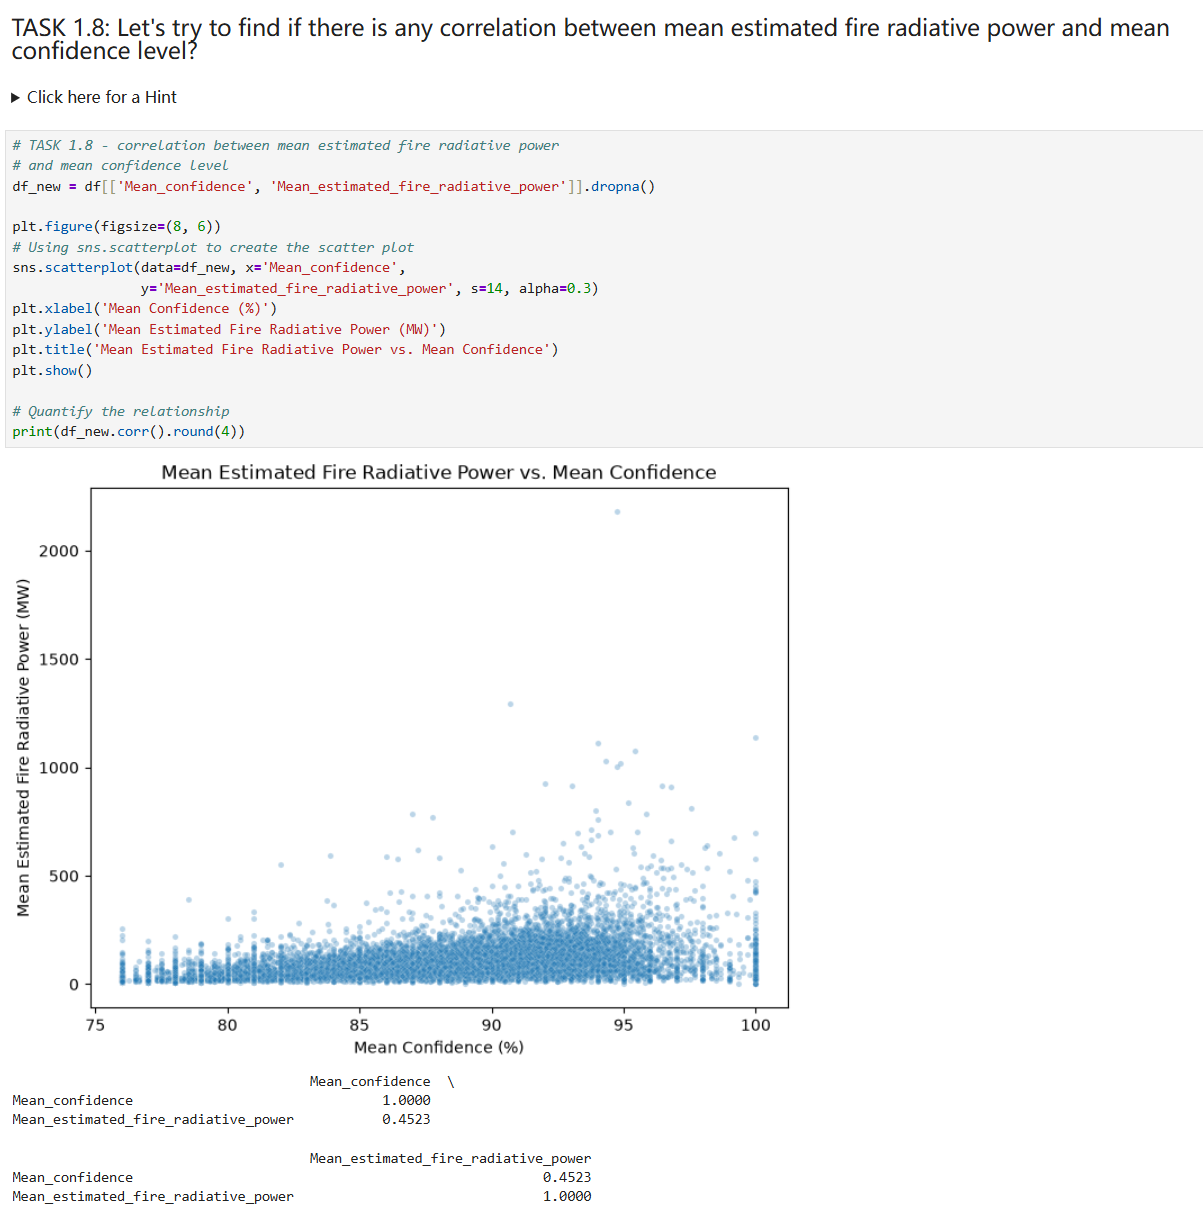 TASK 1.8: Let's try to find if there is any correlation between mean estimated fire radiative power and mean
confidence level?
▶ Click here for a Hint
# TASK 1.8 - correlation between mean estimated fire radiative power
# and mean confidence level
df_new = df[['Mean_confidence', 'Mean_estimated_fire_radiative_power']].dropna()
plt.figure(figsize=(8, 6))
# Using sns.scatterplot to create the scatter plot
sns.scatterplot(data=df_new, x='Mean_confidence',
y='Mean_estimated_fire_radiative_power', s=14, alpha=0.3)
plt.xlabel('Mean Confidence (%)')
plt.ylabel('Mean Estimated Fire Radiative Power (MW)')
plt.title('Mean Estimated Fire Radiative Power vs. Mean Confidence')
plt.show()
# Quantify the relationship
print(df_new.corr().round(4))
Mean Estimated Fire Radiative Power vs. Mean Confidence
Mean Estimated Fire Radiative Power (MW)
2000
1500
1000
500
0
75 80 85 90 95 100
Mean Confidence (%)
Mean_confidence \
Mean_confidence 1.0000
Mean_estimated_fire_radiative_power 0.4523
Mean_estimated_fire_radiative_power
Mean_confidence 0.4523
Mean_estimated_fire_radiative_power 1.0000